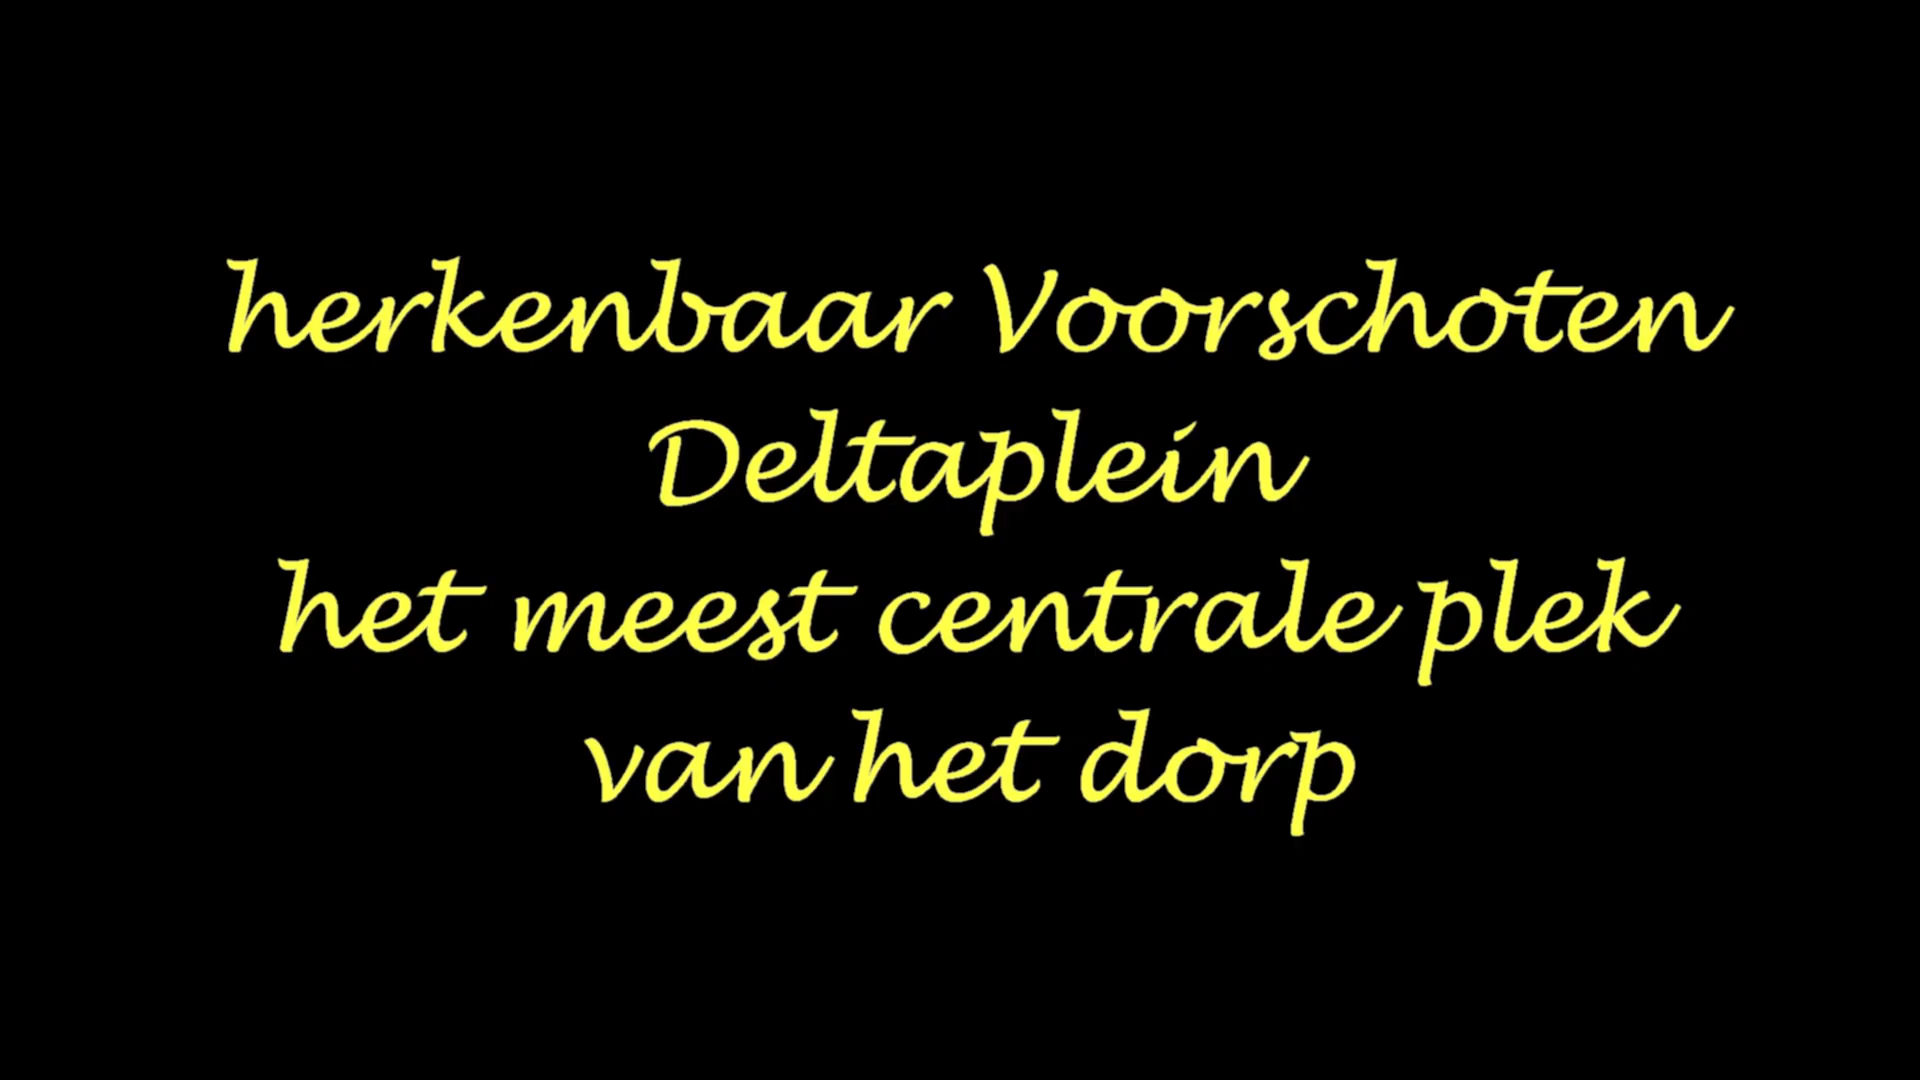 herkenbaar Voorschoten
Deltaplein
het meest centrale plek
van het dorp